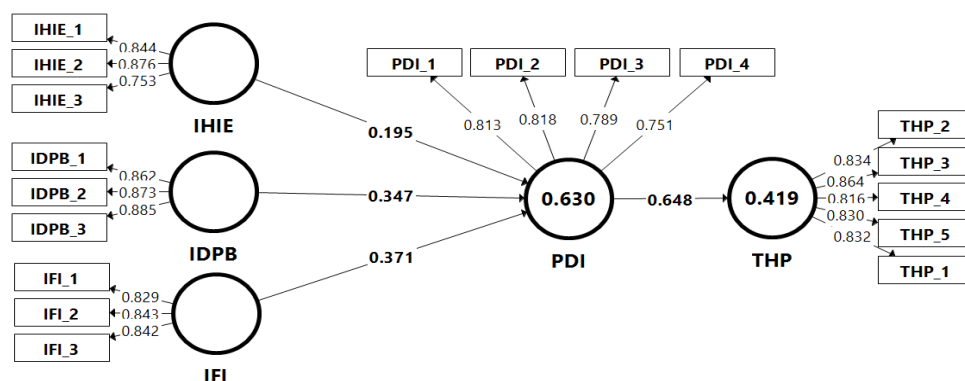 IHIE_1
IHIE_2
IHIE_3
0.844
0.876
0.753
IHIE
IDPB_1
IDPB_2
IDPB_3
0.862
0.873
0.885
IDPB
IFI_1
IFI_2
IFI_3
0.829
0.843
0.842
IFI
0.195
0.347
0.371
PDI_1
PDI_2
PDI_3
PDI_4
0.813
0.818
0.789
0.751
0.630
PDI
0.648
0.419
THP
0.834
0.864
0.816
0.830
0.832
THP_2
THP_3
THP_4
THP_5
THP_1